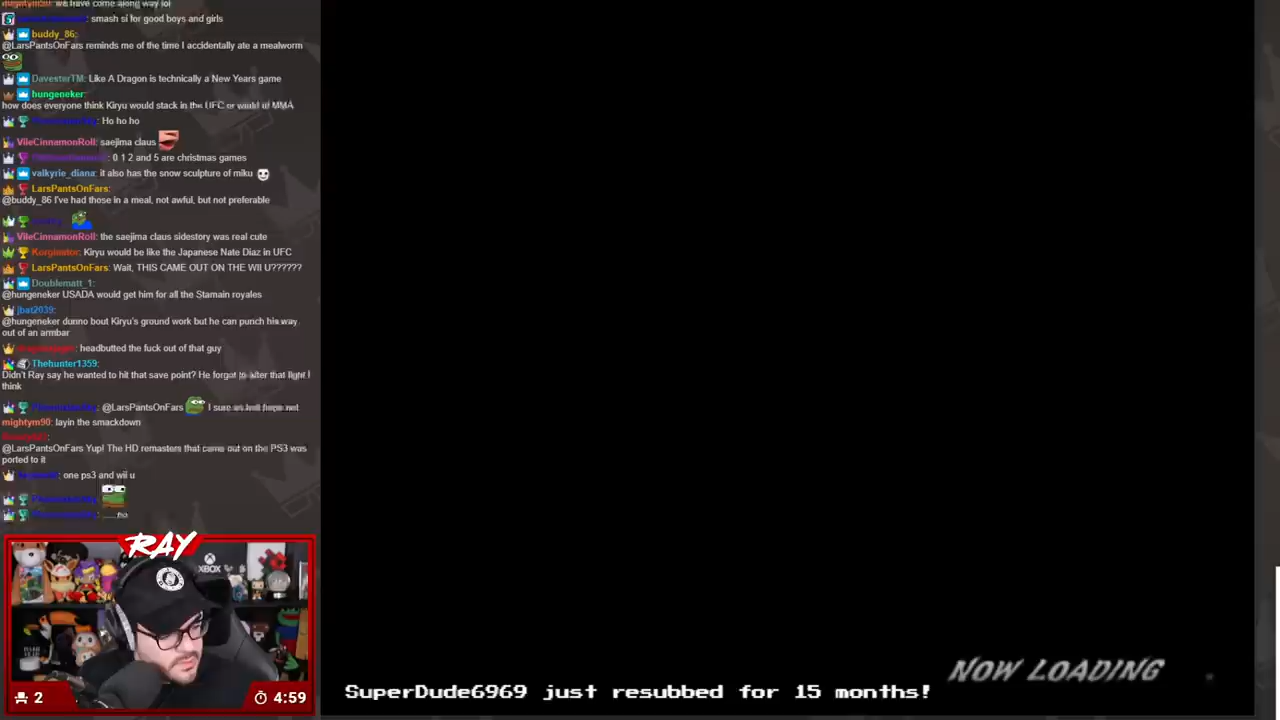 mightym90: we have come along way lol
smash si for good boys and girls
buddy_86:
@LarsPantsOnFars reminds me of the time I accidentally ate a mealworm
DavesterTM: Like A Dragon is technically a New Years game
hungeneker:
how does everyone think Kiryu would stack in the UFC or world of MMA
Ho ho ho
VileCinnamonRoll: saejima claus
: 0 1 2 and 5 are christmas games
valkyrie_diana: it also has the snow sculpture of miku
LarsPantsOnFars:
@buddy_86 I've had those in a meal, not awful, but not preferable
VileCinnamonRoll: the saejima claus sidestory was real cute
Korginator: Kiryu would be like the Japanese Nate Diaz in UFC
LarsPantsOnFars: Wait, THIS CAME OUT ON THE WII U??????
Doublematt_1:
@hungeneker USADA would get him for all the Stamain royales
jbat2039:
@hungeneker dunno bout Kiryu's ground work but he can punch his way
out of an armbar
headbutted the fuck out of that guy
Thehunter1359:
Didn't Ray say he wanted to hit that save point? He forgot to after that fight I
think
: @LarsPantsOnFars I sure as hell not
mightym90: layin the smackdown
@LarsPantsOnFars Yup! The HD remasters that came out on the PS3 was
ported to it
: one ps3 and wii u
RAY
XBOX
2
4:59
NOW LOADING
SuperDude6969 just resubbed for 15 months!